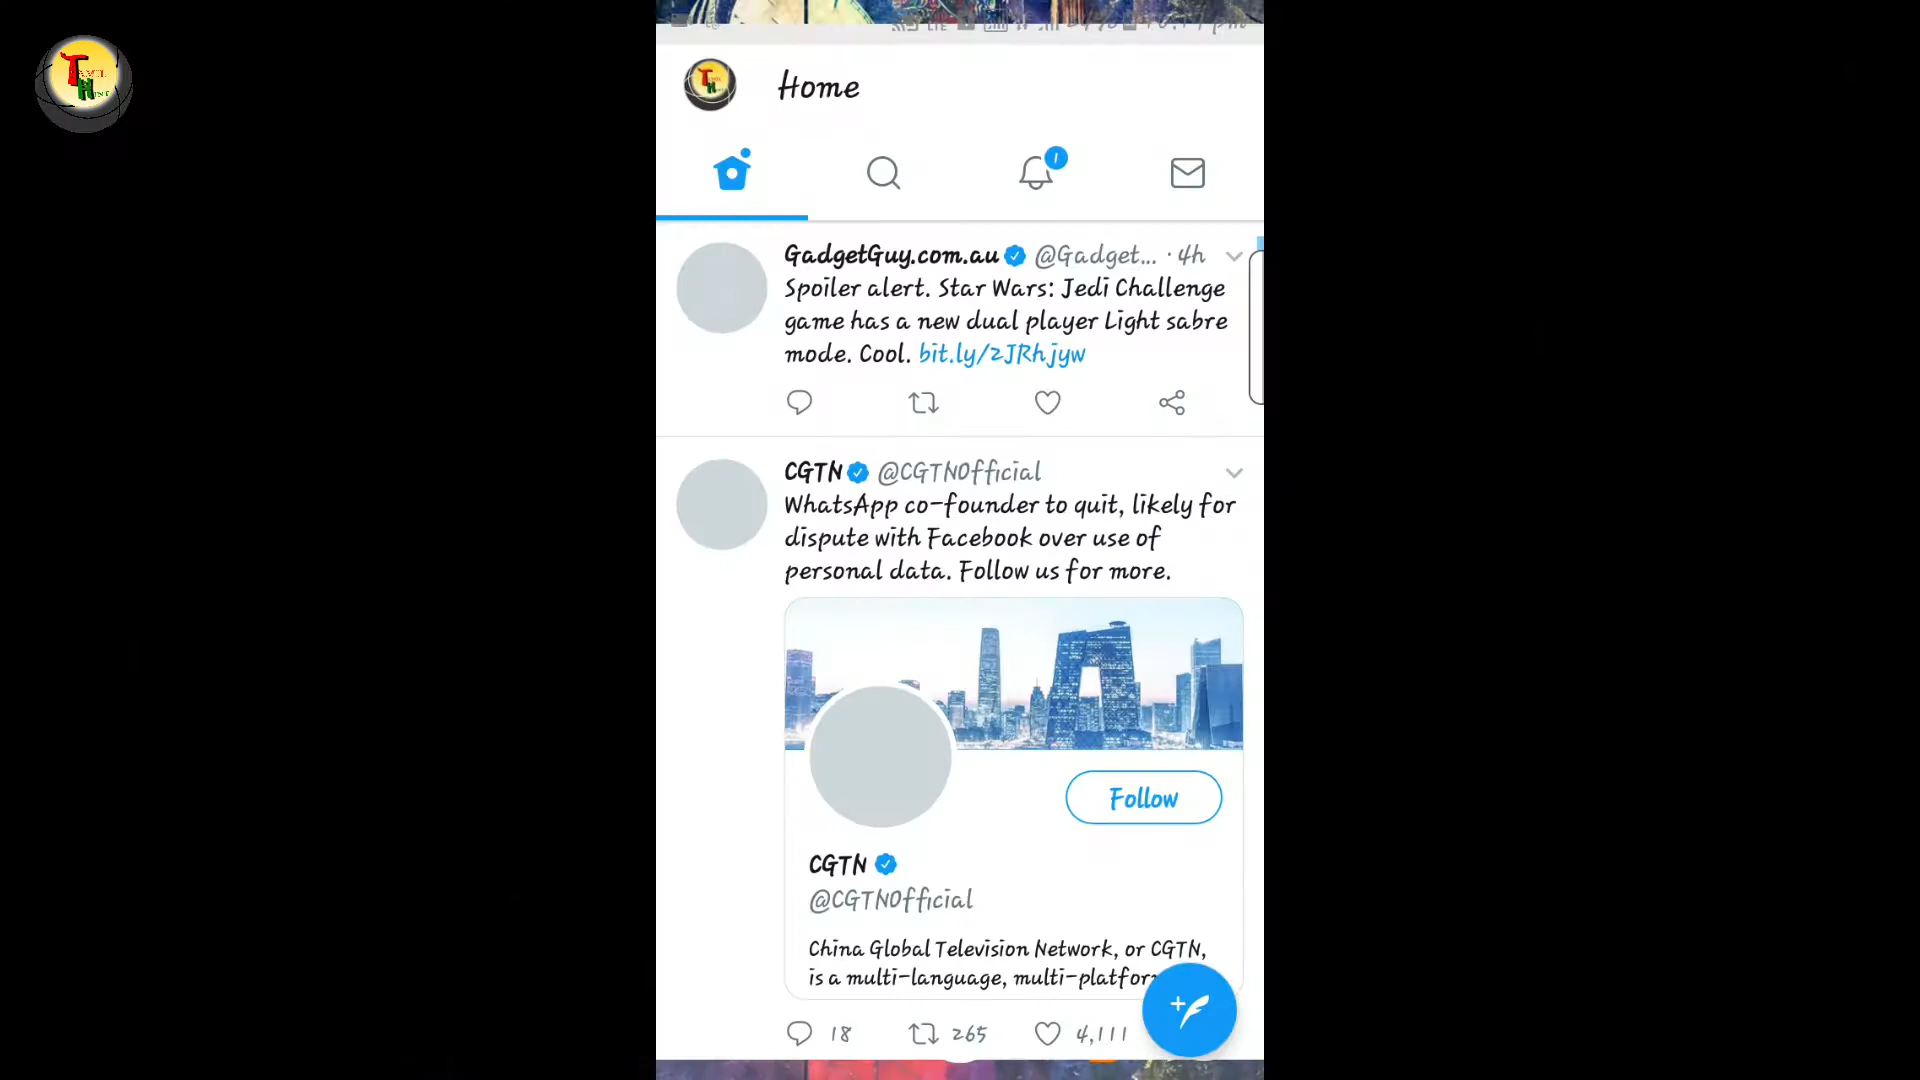 Home
1
GadgetGuy.com.au @Gadget... · 4h
Spoiler alert. Star Wars: Jedi Challenge
game has a new dual player Light sabre
mode. Cool. bit.ly/2JRhjyw
CGTN @CGTNOfficial
WhatsApp co-founder to quit, likely for
dispute with Facebook over use of
personal data. Follow us for more.
Follow
CGTN
@CGTNOfficial
China Global Television Network, or CGTN,
is a multi-language, multi-platfor
18 265 4,111